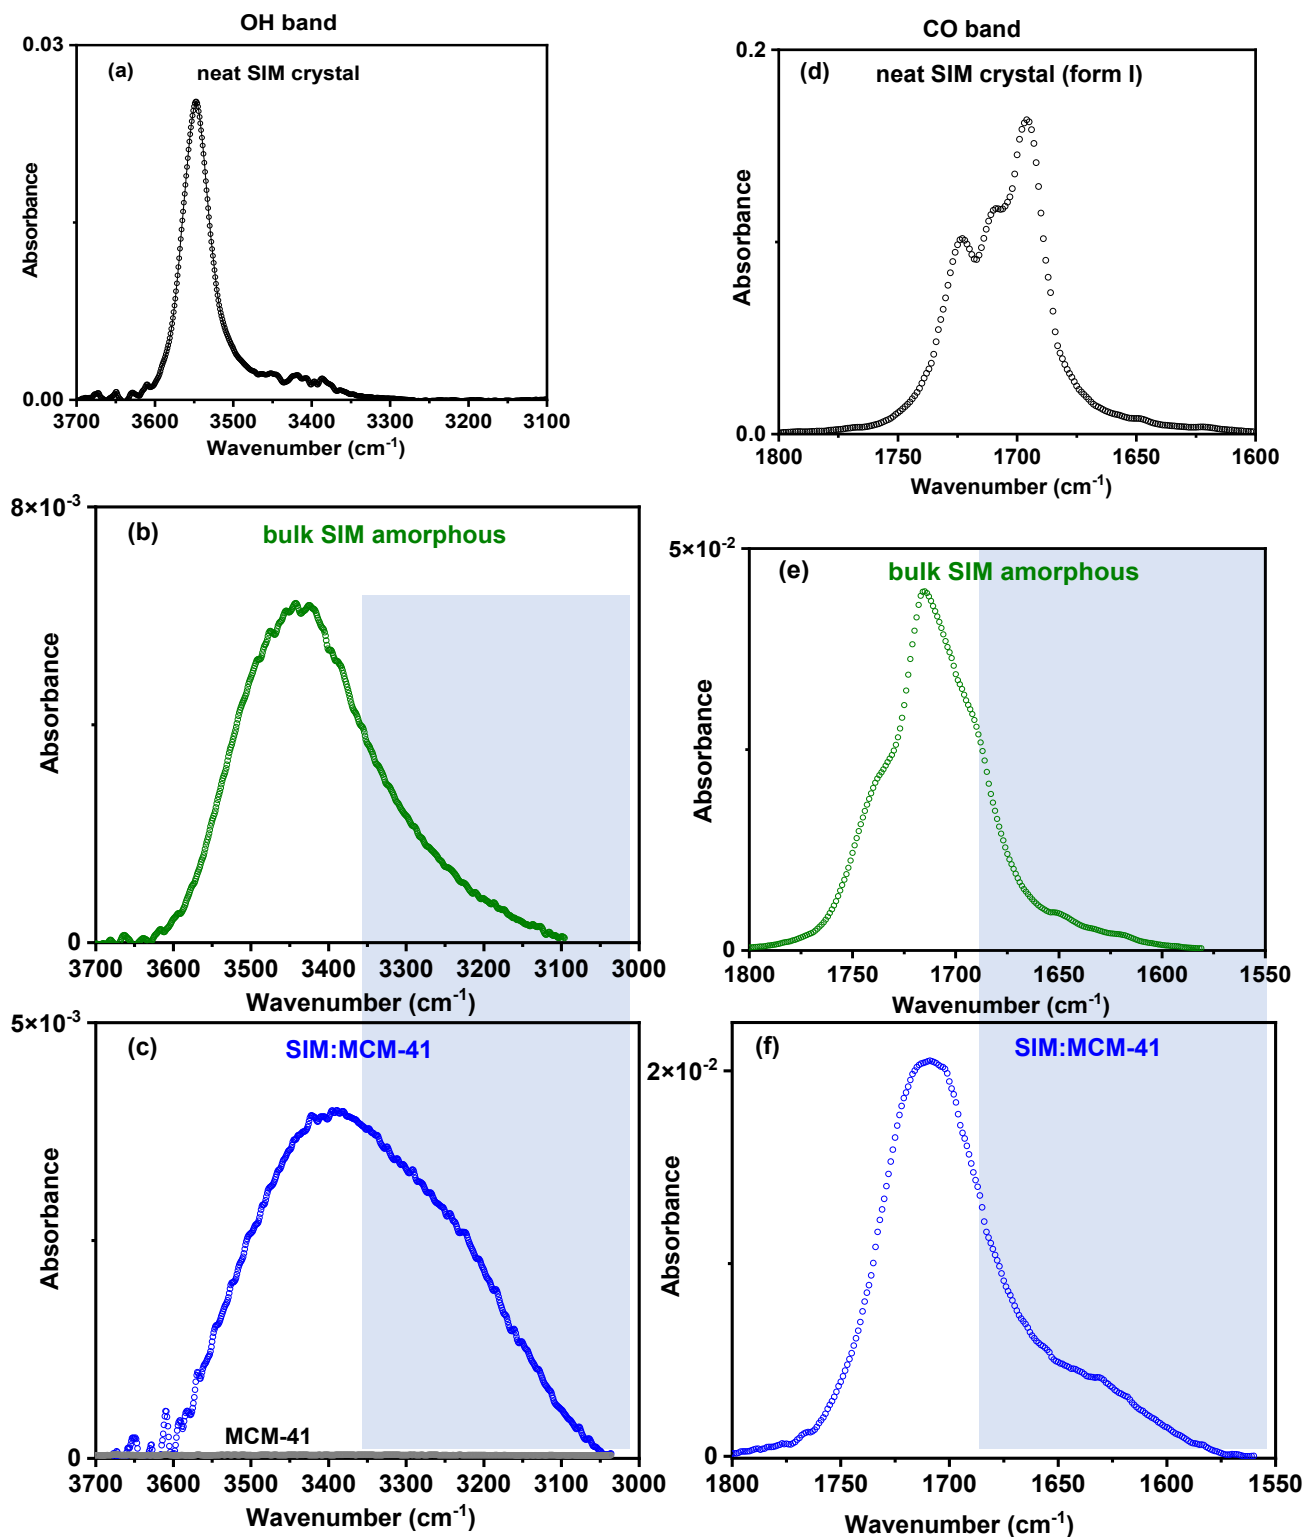 OH band
0.03
(a)
neat SIM crystal
Absorbance
0.00
3700 3600 3500 3400 3300 3200 3100
Wavenumber (cm⁻¹)
CO band
0.2
(d)
neat SIM crystal (form I)
Absorbance
0.0
1800 1750 1700 1650 1600
Wavenumber (cm⁻¹)
8×10⁻³
(b)
bulk SIM amorphous
Absorbance
0
3700 3600 3500 3400 3300 3200 3100 3000
Wavenumber (cm⁻¹)
5×10⁻²
(e)
bulk SIM amorphous
Absorbance
0
1800 1750 1700 1650 1600 1550
Wavenumber (cm⁻¹)
5×10⁻³
(c)
SIM:MCM-41
Absorbance
MCM-41
0
3700 3600 3500 3400 3300 3200 3100 3000
Wavenumber (cm⁻¹)
(f)
SIM:MCM-41
2×10⁻²
Absorbance
0
1800 1750 1700 1650 1600 1550
Wavenumber (cm⁻¹)